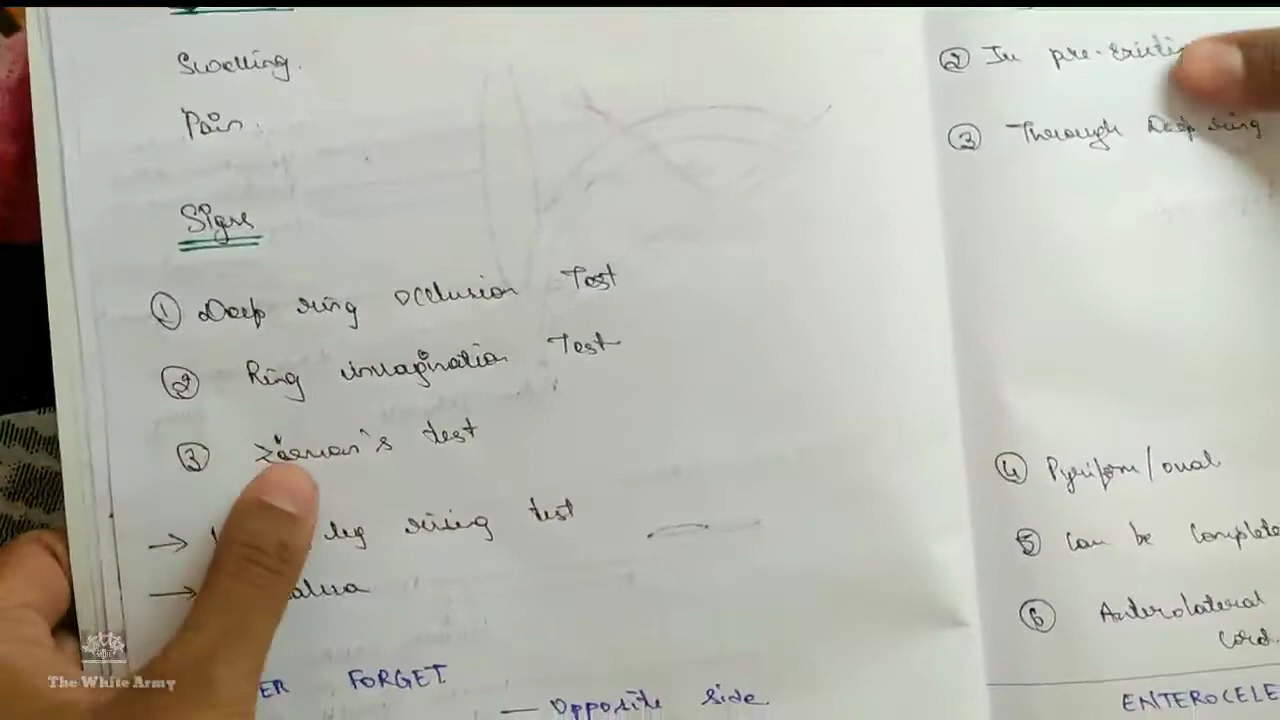 Swelling.
Pain.
Signs
① Deep ring occlusion Test
② Ring invagination Test
③ Zieman's test
→ leg rising test
→
FORGET
— Opposite side
② In pre-existi
③ Through Deep ring
④ Pyriform/oval
⑤ Can be Complete
⑥ Anterolateral
Cord.
ENTEROCELE
The White Army